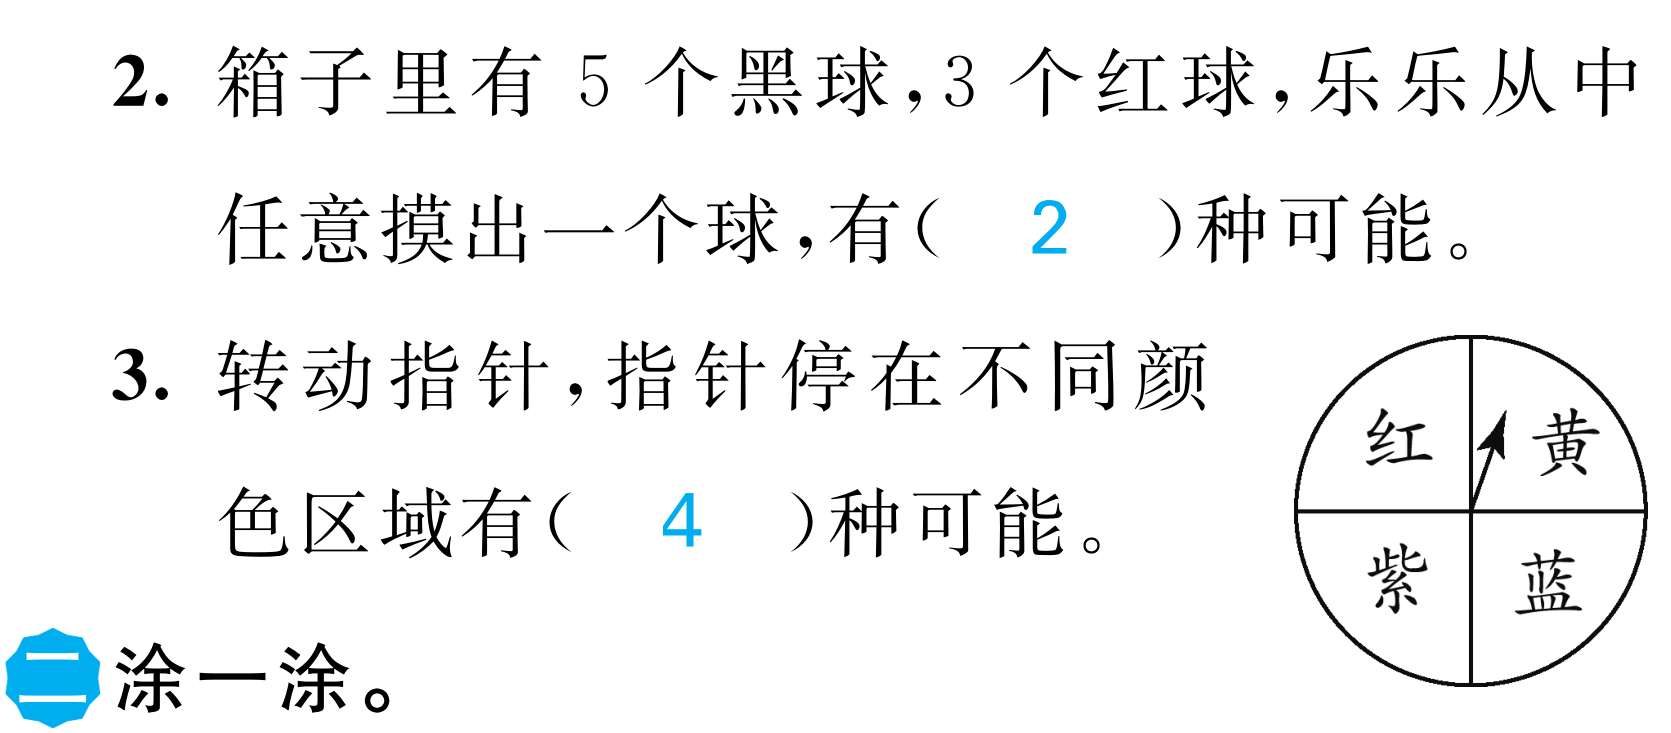 2. 箱子里有 5 个黑球,3 个红球,乐乐从中
任意摸出一个球,有( 2 )种可能。
3. 转动指针,指针停在不同颜
色区域有( 4 )种可能。
红 黄
紫 蓝
二 涂一涂。